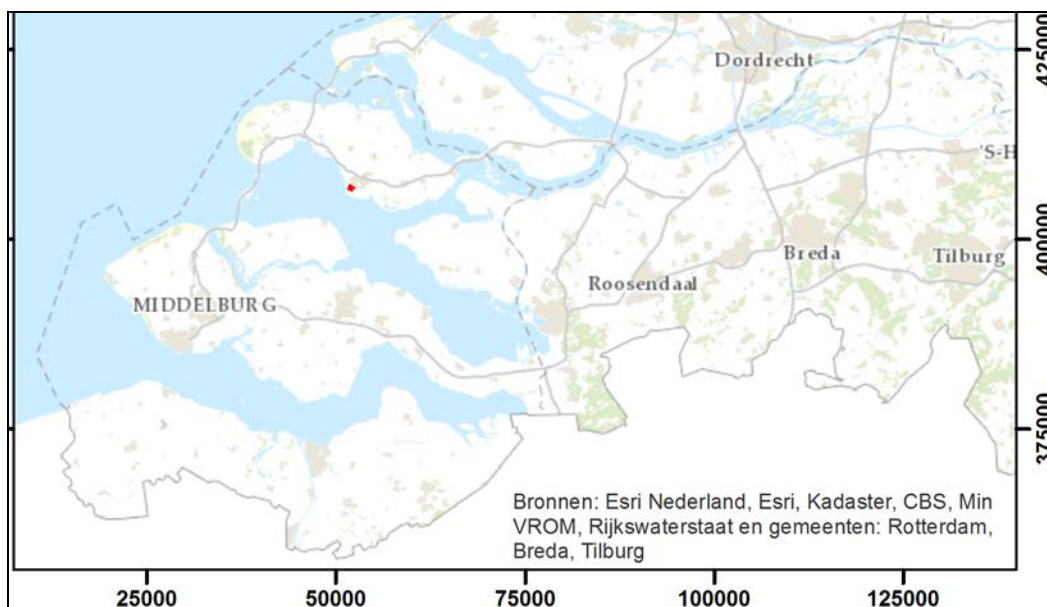 425000
Dordrecht
'S-H
400000
Breda
Tilburg
Roosendaal
MIDDELBURG
375000
Bronnen: Esri Nederland, Esri, Kadaster, CBS, Min
VROM, Rijkswaterstaat en gemeenten: Rotterdam,
Breda, Tilburg
25000
50000
75000
100000
125000